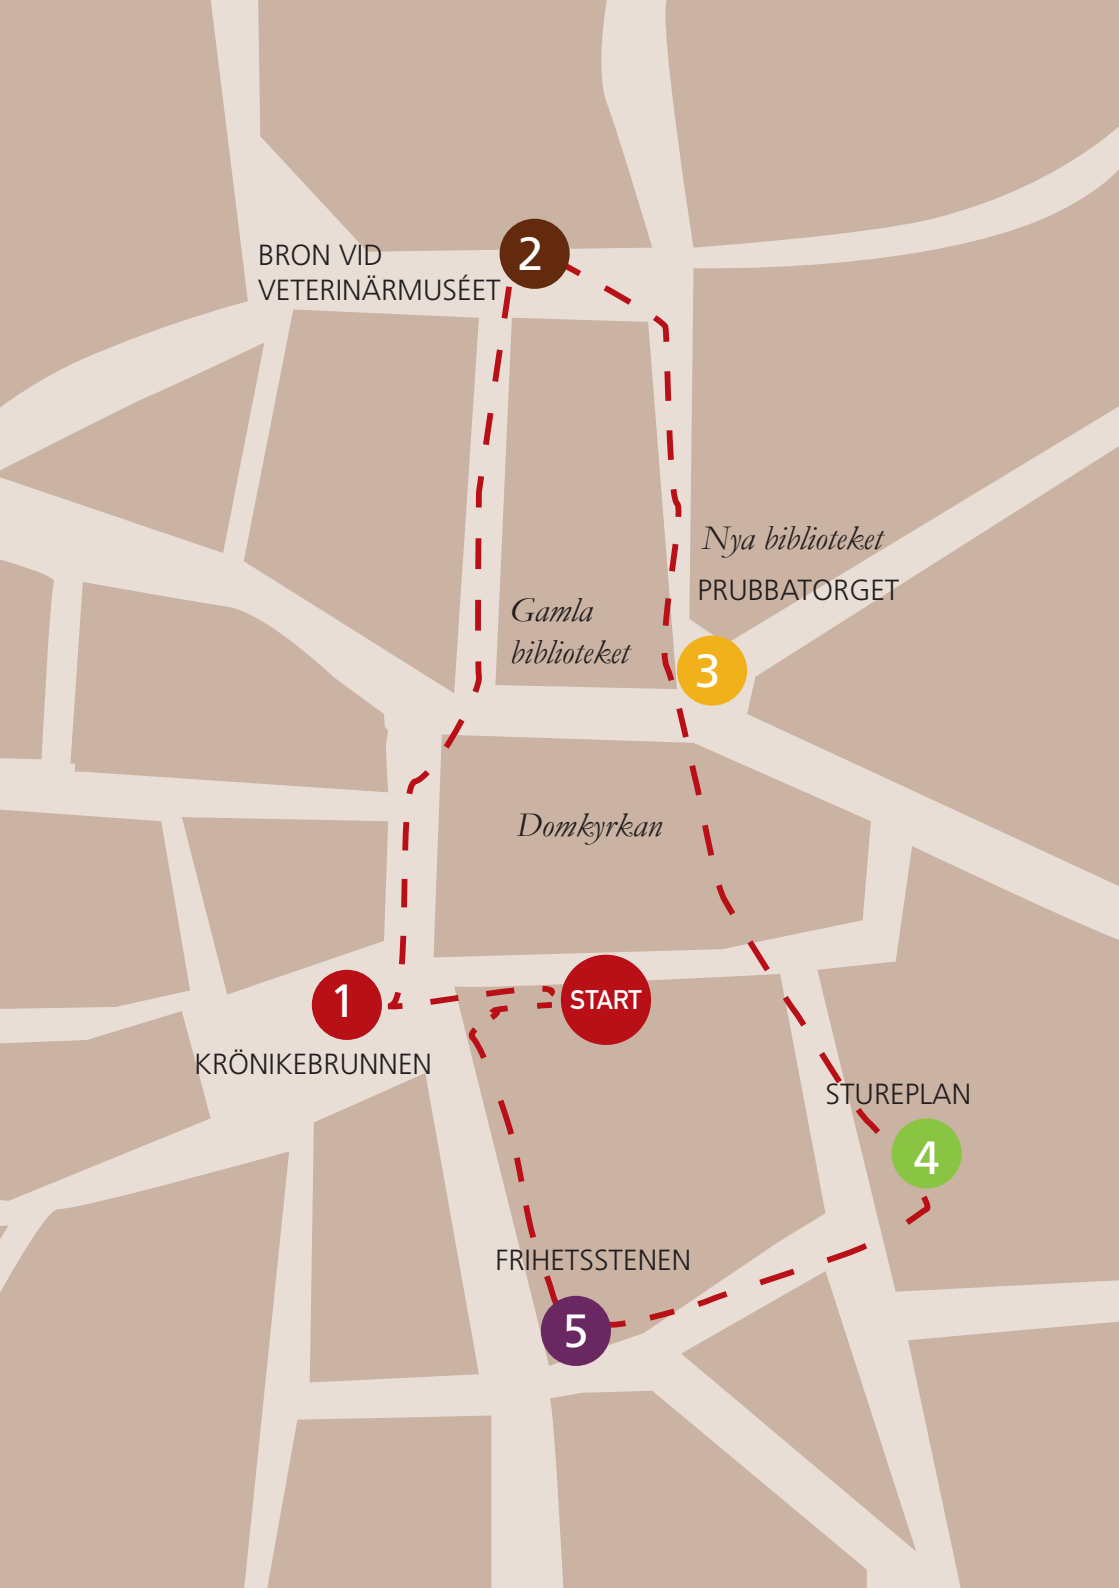 BRON VID
VETERINÄRMUSÉET
2
Nya biblioteket
PRUBBATORGET
Gamla
biblioteket
3
Domkyrkan
1
START
KRÖNIKEBRUNNEN
STUREPLAN
4
FRIHETSSTENEN
5